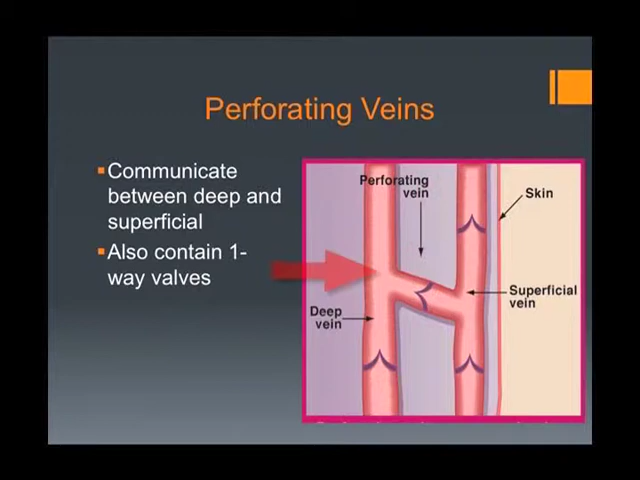 Perforating Veins
▪Communicate
between deep and
superficial
▪Also contain 1-
way valves
Perforating
vein
Skin
Superficial
vein
Deep
vein